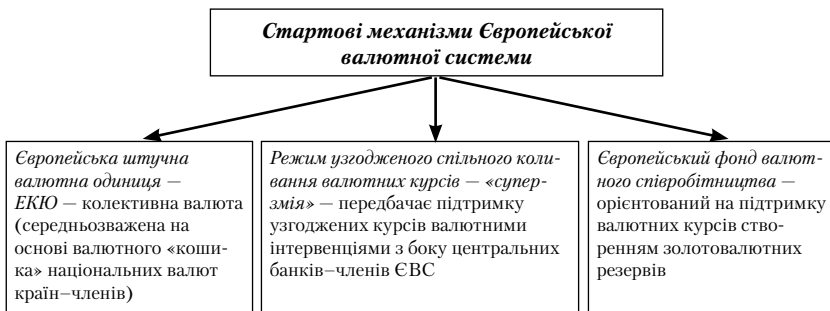 Стартові механізми Європейської
валютної системи
Європейська штучна
валютна одиниця —
ЕКЮ — колективна валюта
(середньозважена на
основі валютного «коши-
ка» національних валют
країн–членів)
Режим узгодженого спільного коли-
вання валютних курсів — «супер-
змія» — передбачає підтримку
узгоджених курсів валютними
інтервенціями з боку центральних
банків–членів ЄВС
Європейський фонд валют-
ного співробітництва —
орієнтований на підтримку
валютних курсів ство-
ренням золотовалютних
резервів